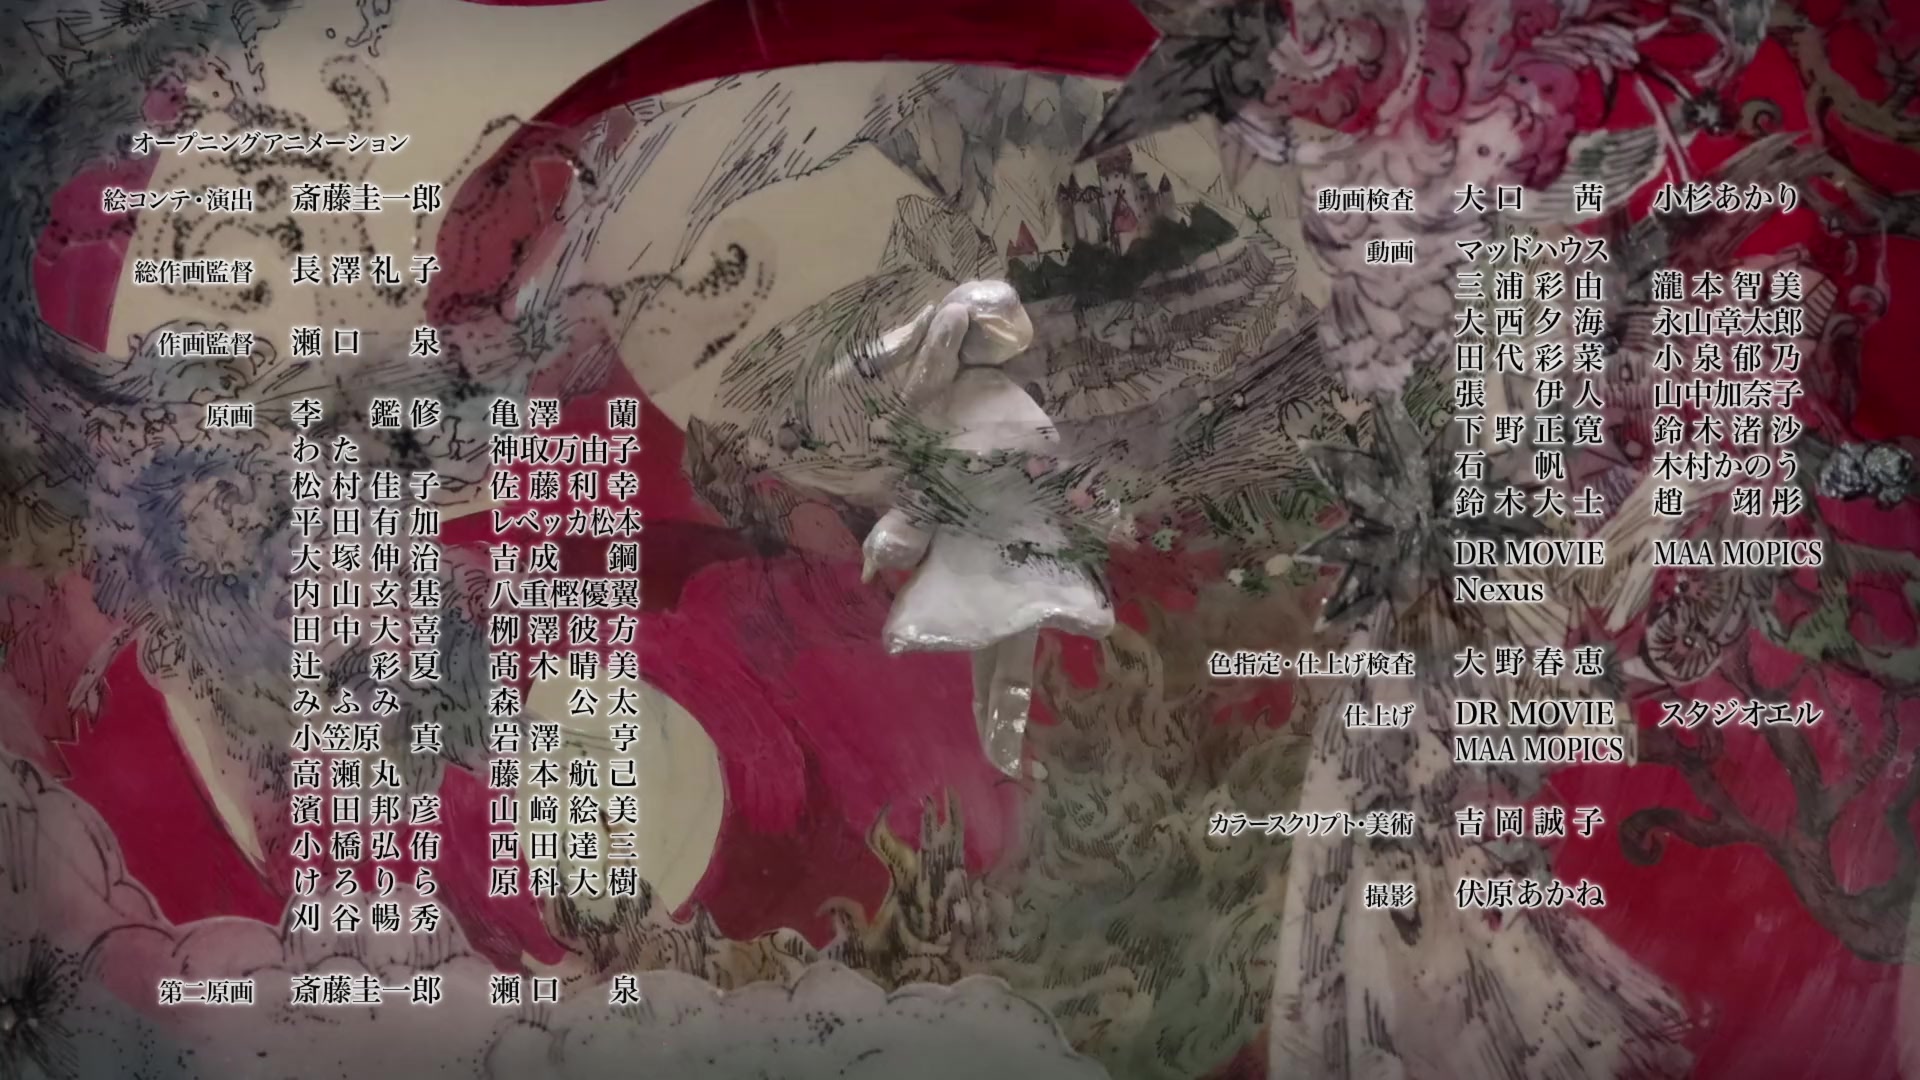 オープニングアニメーション
絵コンテ・演出 斎藤圭一郎
総作画監督 長澤礼子
作画監督 瀬口 泉
原画 李 鑑修 亀澤 蘭
わた 神取万由子
松村佳子 佐藤利幸
平田有加 レベッカ松本
大塚伸治 吉成 鋼
内山玄基 八重樫優翼
田中大喜 栁澤彼方
辻 彩夏 髙木晴美
みふみ 森 公太
小笠原 真 岩澤 亨
高瀬丸 藤本航己
濱田邦彦 山﨑絵美
小橋弘侑 西田達三
けろりら 原科大樹
刈谷暢秀
第二原画 斎藤圭一郎 瀬口 泉
動画検査 大口 茜 小杉あかり
動画 マッドハウス
三浦彩由 瀧本智美
大西夕海 永山章太郎
田代彩菜 小泉郁乃
張 伊人 山中加奈子
下野正寛 鈴木渚沙
石 帆 木村かのう
鈴木大士 趙 翊彤
DR MOVIE MAA MOPICS
Nexus
色指定・仕上げ検査 大野春恵
仕上げ DR MOVIE スタジオエル
MAA MOPICS
カラースクリプト・美術 吉岡誠子
撮影 伏原あかね